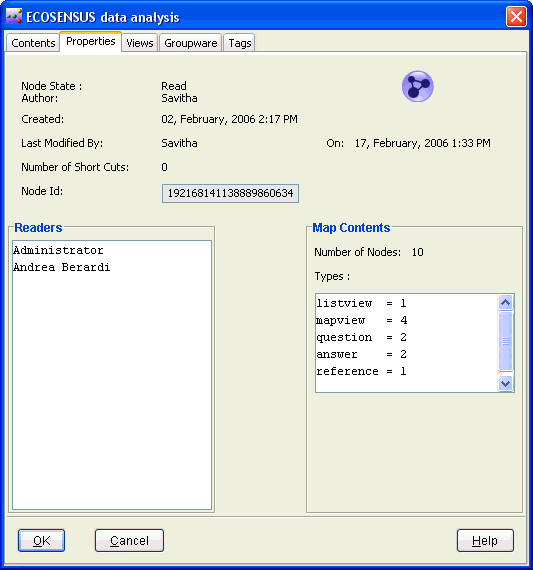 ECOSENSUS data analysis
Contents Properties Views Groupware Tags
Node State : Read
Author: Savitha
Created: 02, February, 2006 2:17 PM
Last Modified By: Savitha On: 17, February, 2006 1:33 PM
Number of Short Cuts: 0
Node Id: 192168141138889860634
Readers
Administrator
Andrea Berardi
Map Contents
Number of Nodes: 10
Types :
listview = 1
mapview = 4
question = 2
answer = 2
reference = 1
OK Cancel Help